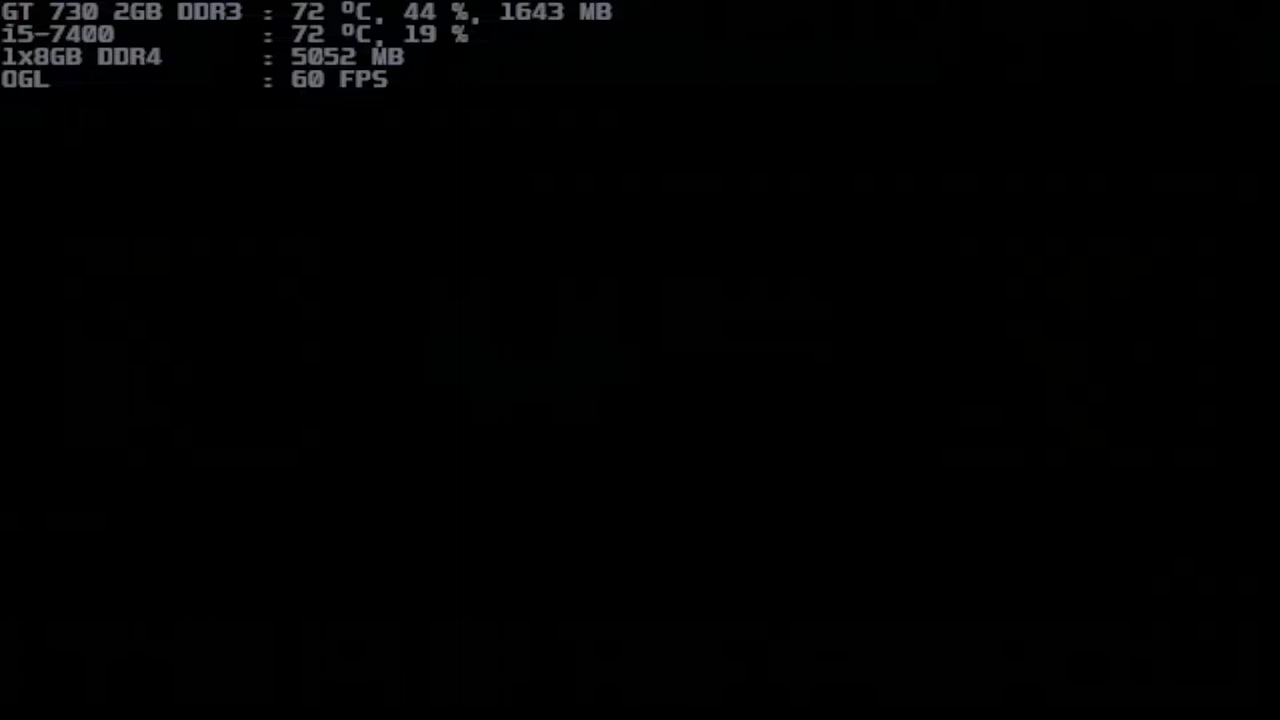 GT 730 2GB DDR3 : 72 ºC, 44 %, 1643 MB
i5-7400 : 72 ºC, 19 %
1x8GB DDR4 : 5052 MB
OGL : 60 FPS